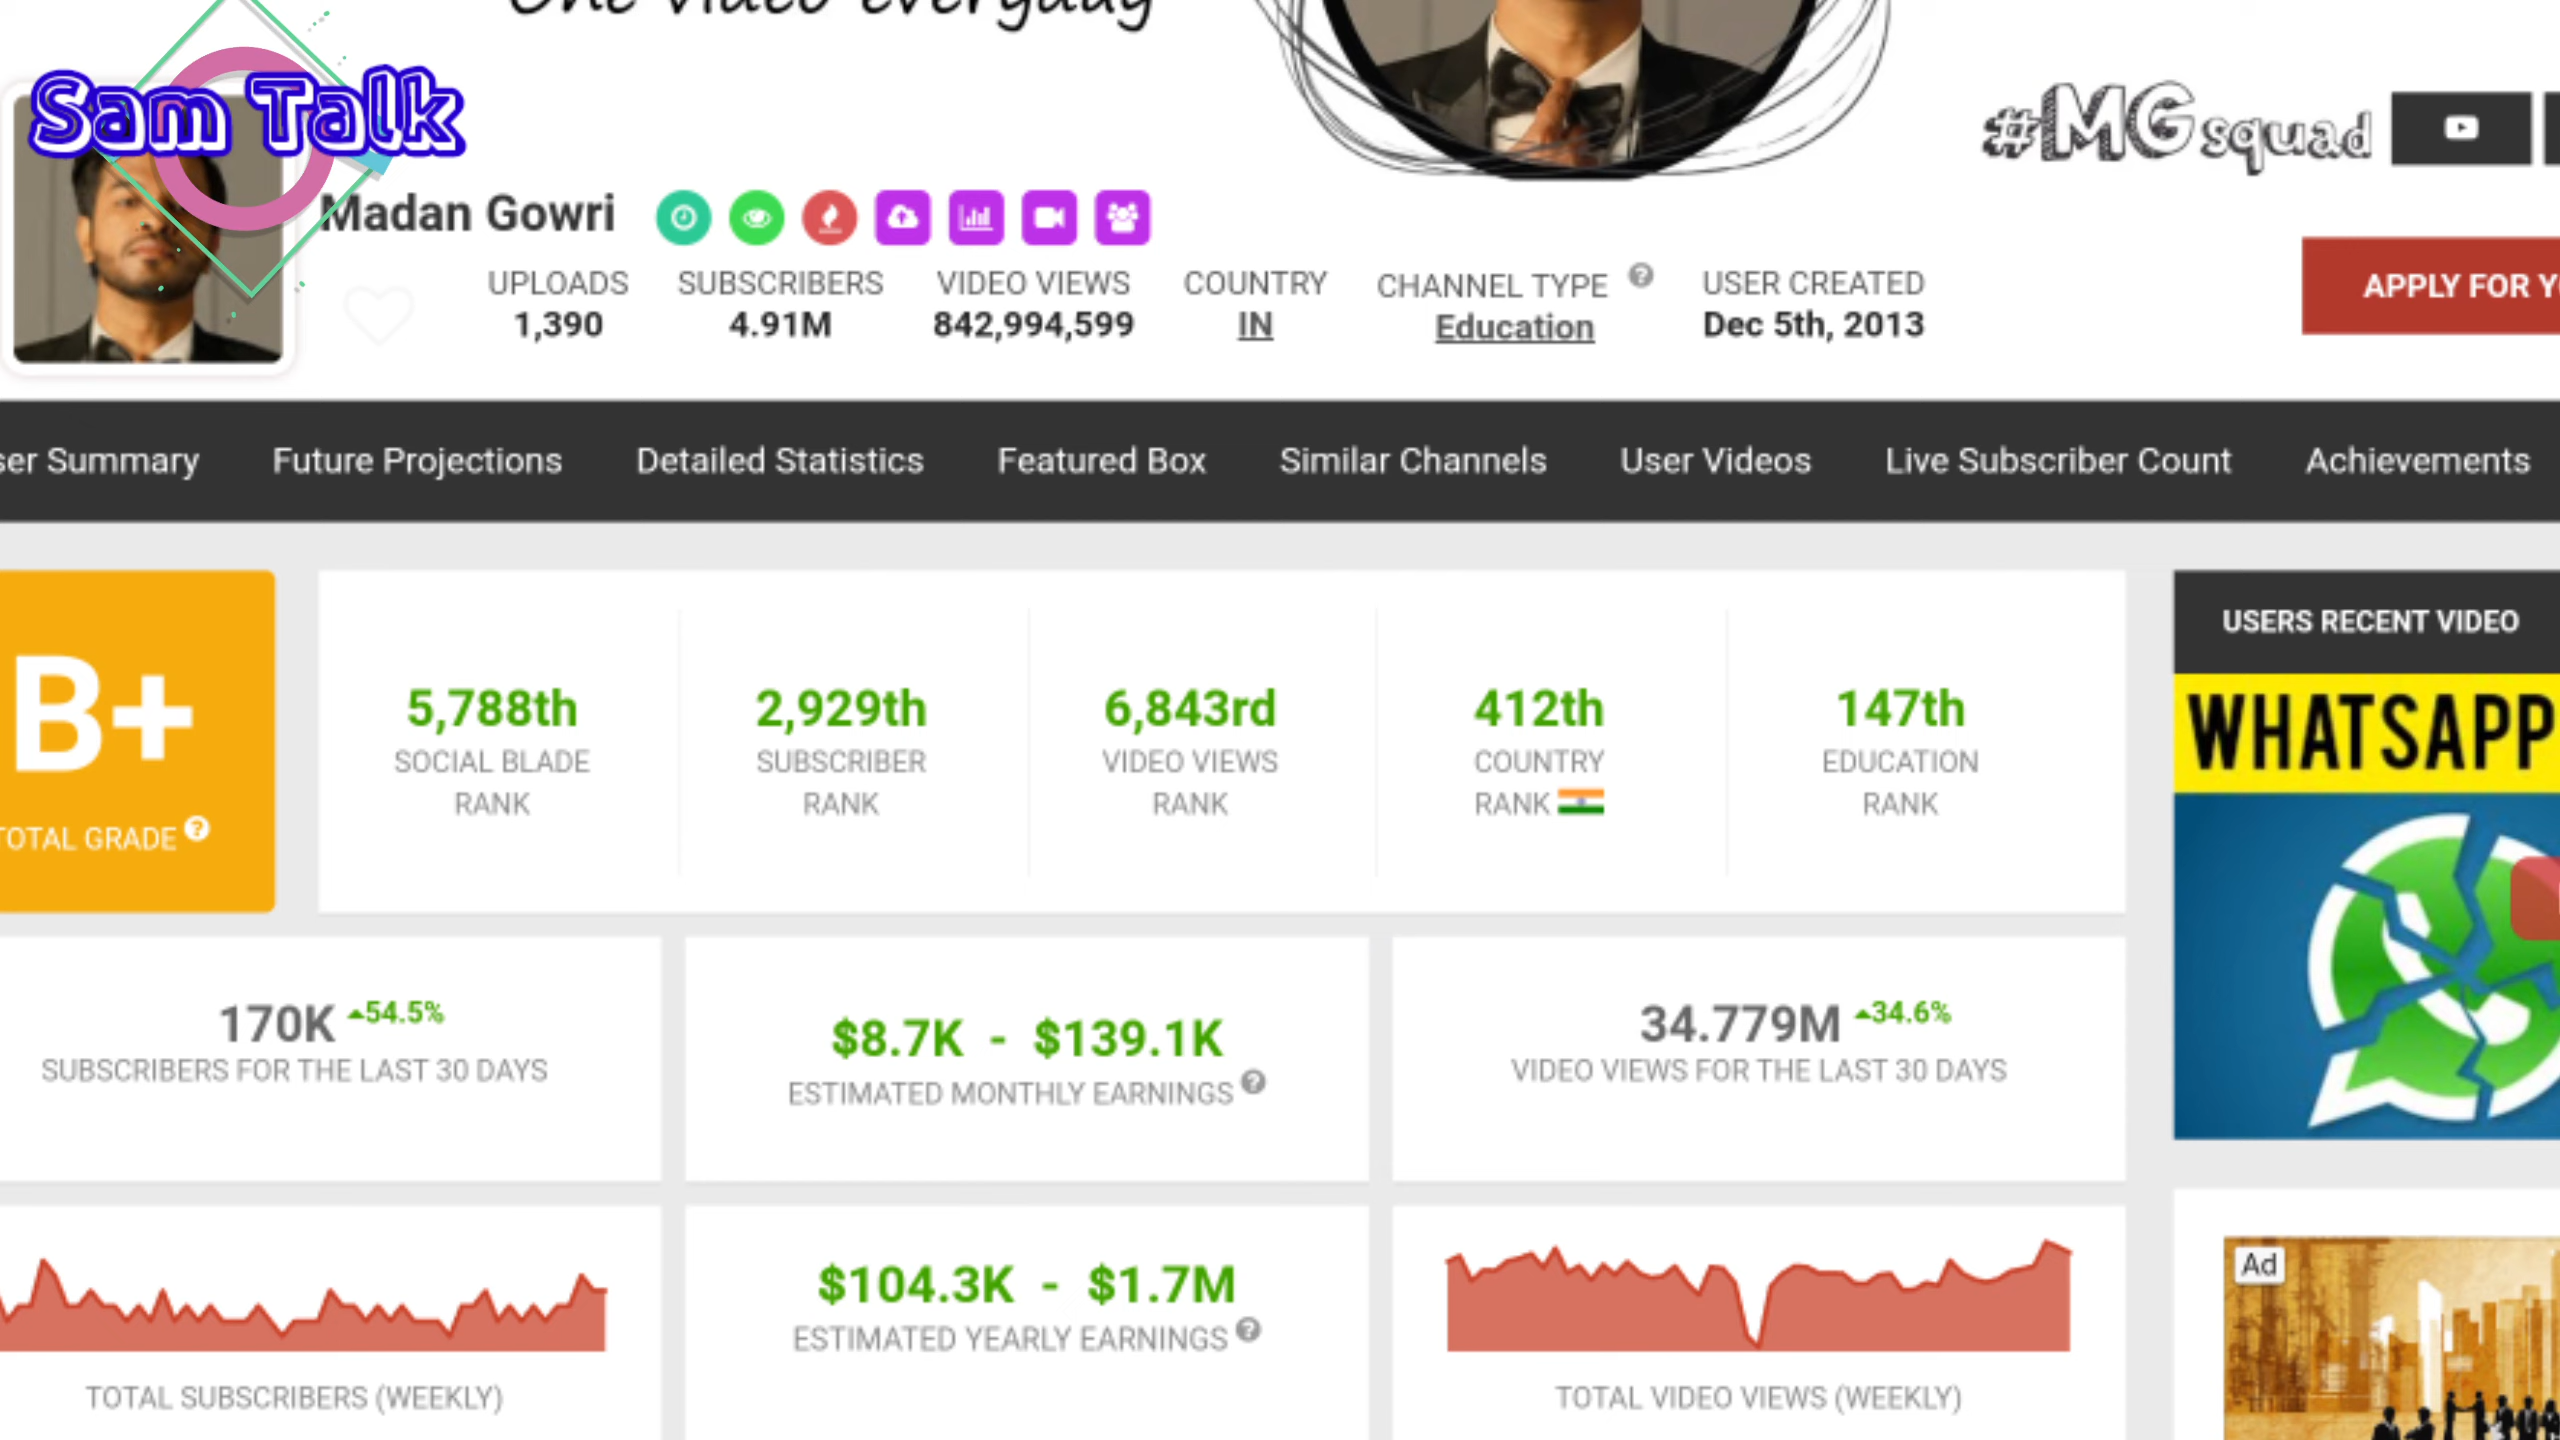 One video everyday
Sam Talk
#MGsquad
Madan Gowri
UPLOADS
1,390
SUBSCRIBERS
4.91M
VIDEO VIEWS
842,994,599
COUNTRY
IN
CHANNEL TYPE
Education
USER CREATED
Dec 5th, 2013
APPLY FOR Y
ser Summary
Future Projections
Detailed Statistics
Featured Box
Similar Channels
User Videos
Live Subscriber Count
Achievements
B+
TOTAL GRADE
5,788th
SOCIAL BLADE
RANK
2,929th
SUBSCRIBER
RANK
6,843rd
VIDEO VIEWS
RANK
412th
COUNTRY
RANK
147th
EDUCATION
RANK
USERS RECENT VIDEO
WHATSAPP
170K 54.5%
SUBSCRIBERS FOR THE LAST 30 DAYS
$8.7K - $139.1K
ESTIMATED MONTHLY EARNINGS
34.779M 34.6%
VIDEO VIEWS FOR THE LAST 30 DAYS
TOTAL SUBSCRIBERS (WEEKLY)
$104.3K - $1.7M
ESTIMATED YEARLY EARNINGS
TOTAL VIDEO VIEWS (WEEKLY)
Ad